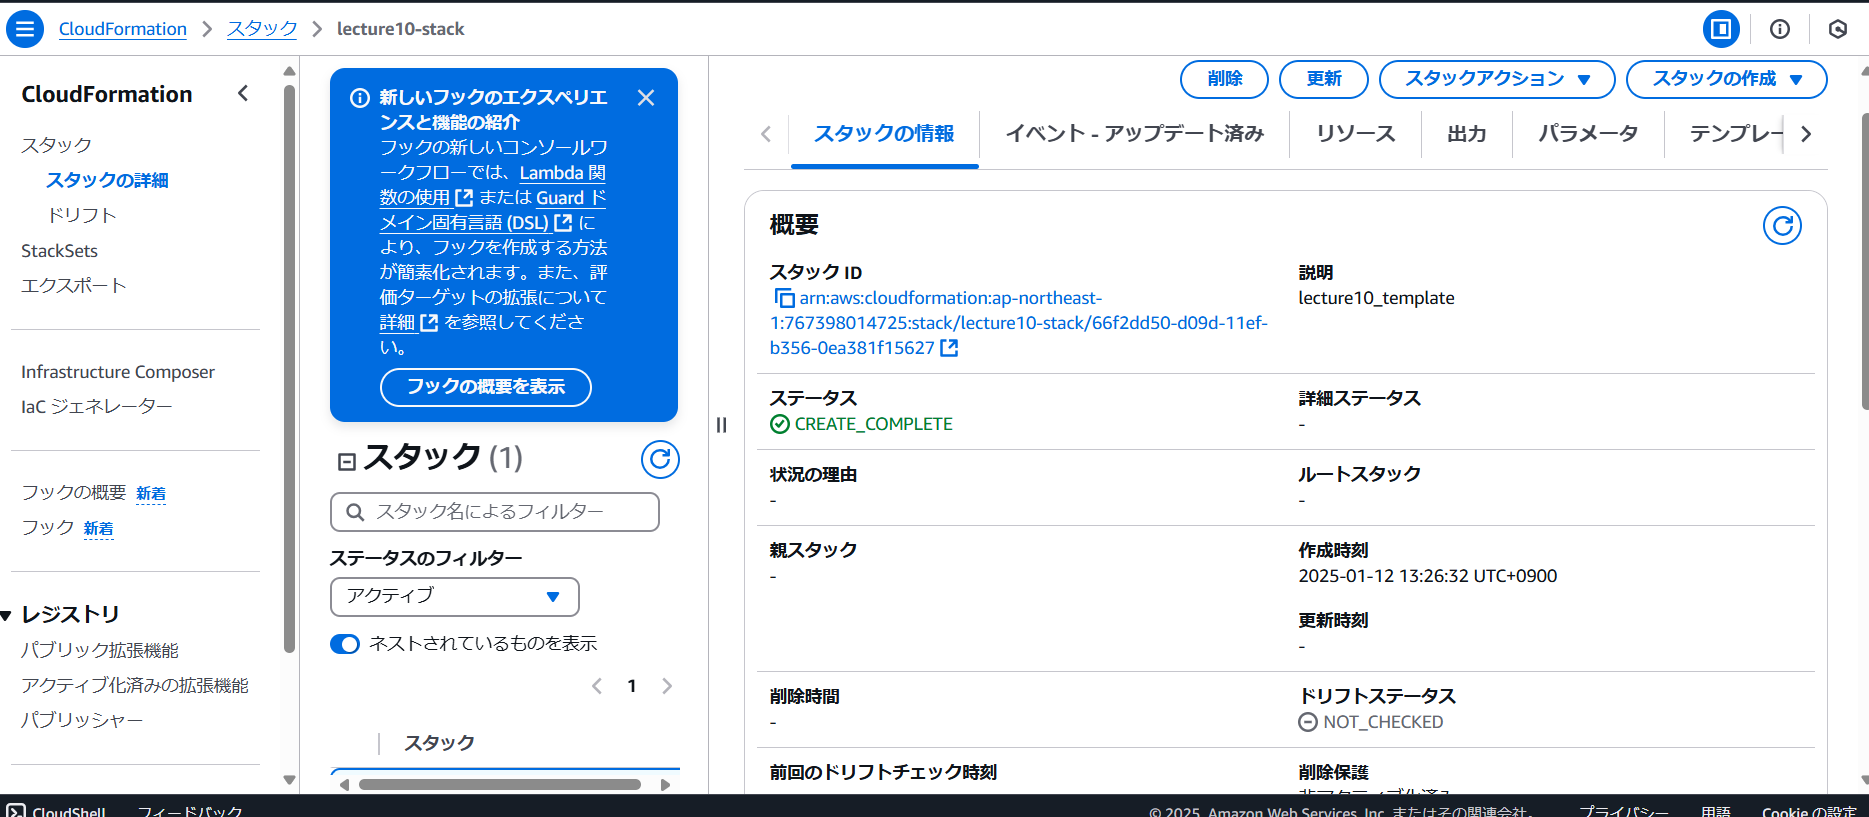 CloudFormation
スタック
lecture10-stack
CloudFormation
スタック
スタックの詳細
ドリフト
StackSets
エクスポート
Infrastructure Composer
IaC ジェネレーター
フックの概要 新着
フック 新着
レジストリ
パブリック拡張機能
アクティブ化済みの拡張機能
パブリッシャー
新しいフックのエクスペリエ
ンスと機能の紹介
フックの新しいコンソールワ
ークフローでは、Lambda 関
数の使用 または Guard ド
メイン固有言語 (DSL) に
より、フックを作成する方法
が簡素化されます。また、評
価ターゲットの拡張について
詳細 を参照してくださ
い。
フックの概要を表示
スタック (1)
スタック名によるフィルター
ステータスのフィルター
アクティブ
ネストされているものを表示
1
スタック
削除
更新
スタックアクション
スタックの作成
スタックの情報
イベント - アップデート済み
リソース
出力
パラメータ
テンプレー
概要
スタック ID
arn:aws:cloudformation:ap-northeast-
1:767398014725:stack/lecture10-stack/66f2dd50-d09d-11ef-
b356-0ea381f15627
説明
lecture10_template
ステータス
CREATE_COMPLETE
詳細ステータス
-
状況の理由
-
ルートスタック
-
親スタック
-
作成時刻
2025-01-12 13:26:32 UTC+0900
更新時刻
-
削除時間
-
ドリフトステータス
NOT_CHECKED
前回のドリフトチェック時刻
削除保護
非アクティブ化済み
CloudShell
フィードバック
© 2025, Amazon Web Services, Inc. またはその関連会社。
プライバシー
用語
Cookie の設定